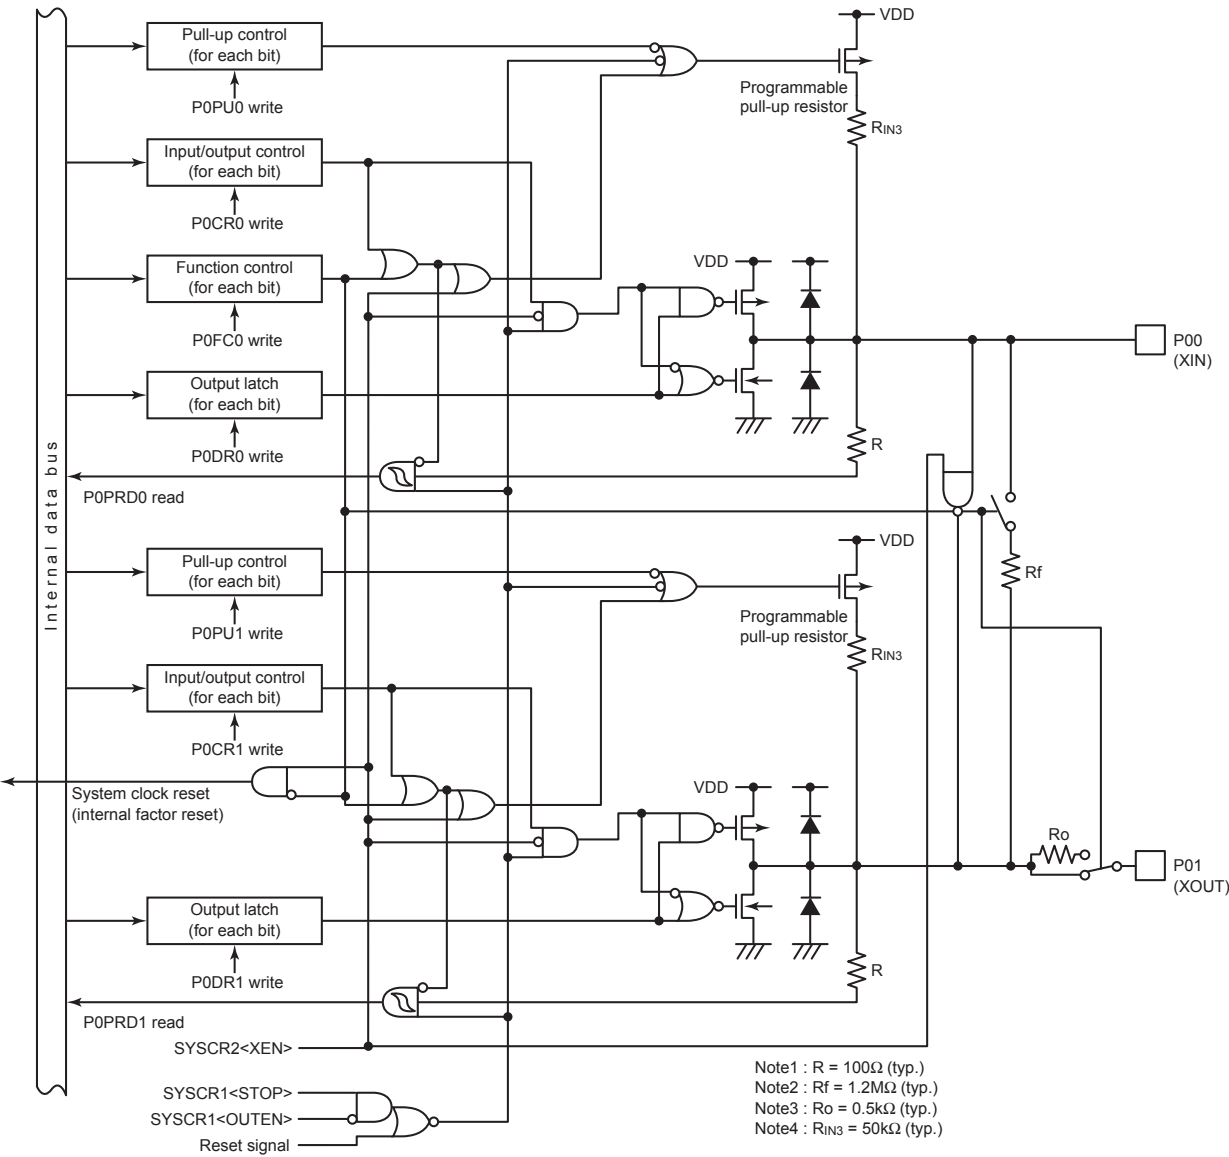 VDD
Pull-up control
(for each bit)
P0PU0 write
Programmable
pull-up resistor
RIN3
Input/output control
(for each bit)
P0CR0 write
Function control
(for each bit)
P0FC0 write
VDD
P00
(XIN)
Output latch
(for each bit)
P0DR0 write
R
P0PRD0 read
Internal data bus
VDD
Pull-up control
(for each bit)
P0PU1 write
Rf
Programmable
pull-up resistor
RIN3
Input/output control
(for each bit)
P0CR1 write
System clock reset
(internal factor reset)
VDD
Ro
P01
(XOUT)
Output latch
(for each bit)
P0DR1 write
R
P0PRD1 read
SYSCR2<XEN>
SYSCR1<STOP>
SYSCR1<OUTEN>
Reset signal
Note1 : R = 100Ω (typ.)
Note2 : Rf = 1.2MΩ (typ.)
Note3 : Ro = 0.5kΩ (typ.)
Note4 : RIN3 = 50kΩ (typ.)